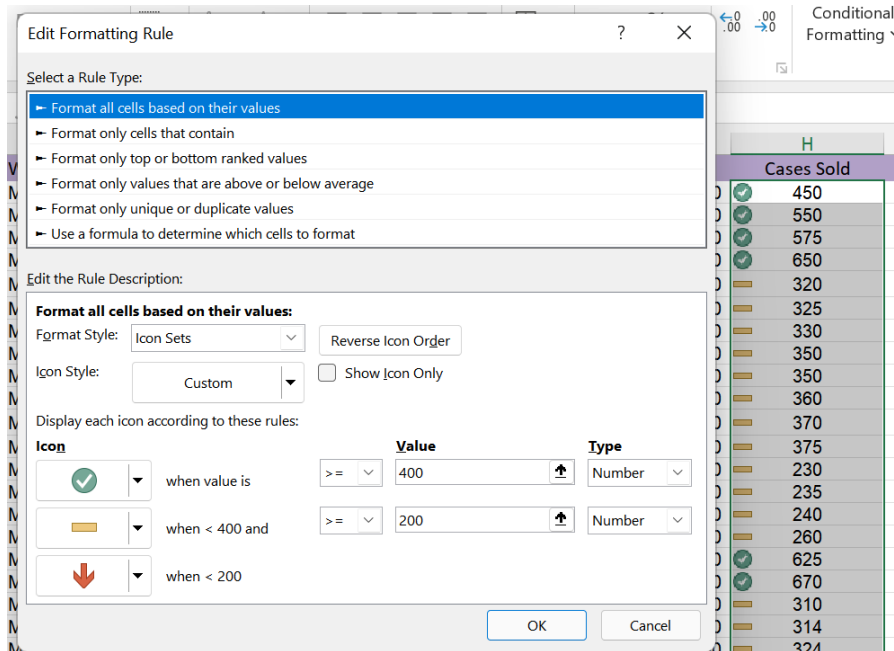 Edit Formatting Rule
?
Conditional
Formatting
Select a Rule Type:
Format all cells based on their values
Format only cells that contain
Format only top or bottom ranked values
Format only values that are above or below average
Format only unique or duplicate values
Use a formula to determine which cells to format
Edit the Rule Description:
Format all cells based on their values:
Format Style: Icon Sets Reverse Icon Order
Icon Style: Custom Show Icon Only
Display each icon according to these rules:
Icon Value Type
when value is >= 400 Number
when < 400 and >= 200 Number
when < 200
OK Cancel
H
Cases Sold
450
550
575
650
320
325
330
350
350
360
370
375
230
235
240
260
625
670
310
314
324